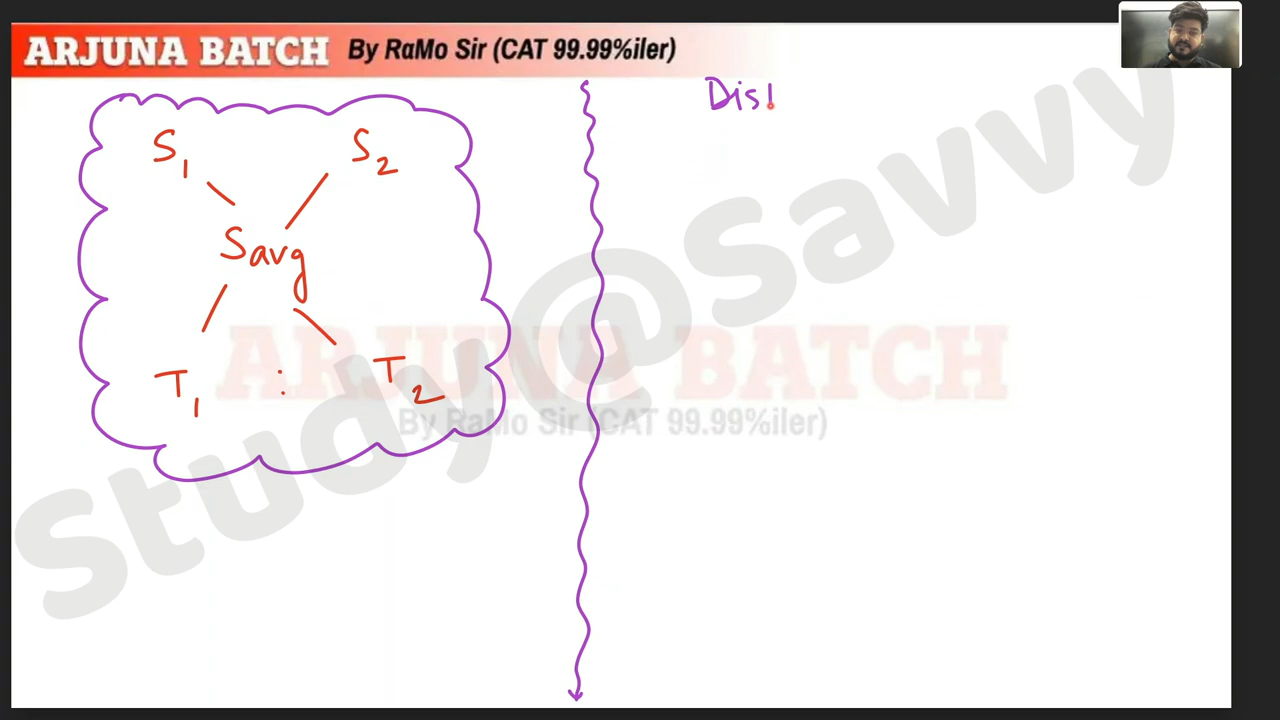 ARJUNA BATCH By RaMo Sir (CAT 99.99%iler)
S1 S2
Savg
T1 : T2
Dis
Study@Savvy
ARJUNA BATCH
By RaMo Sir (CAT 99.99%iler)